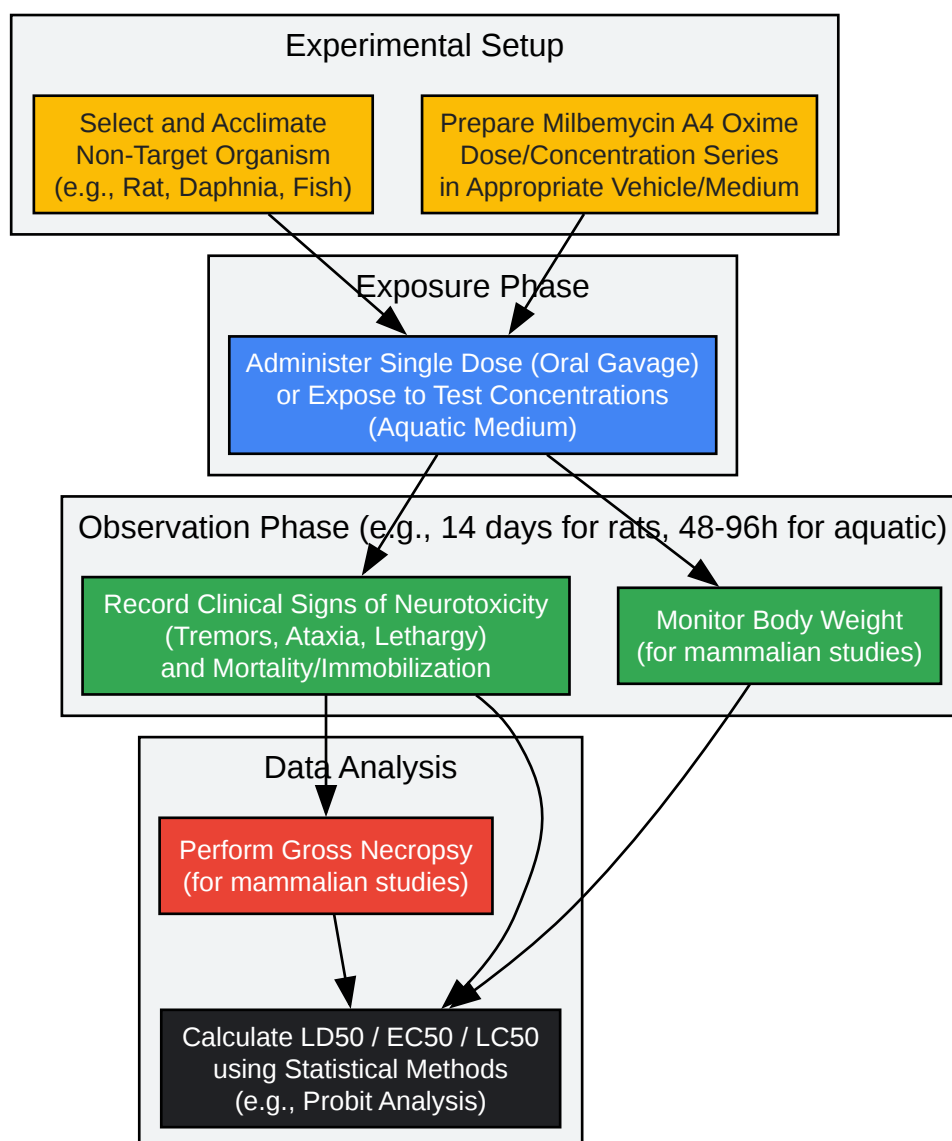 Experimental Setup
Select and Acclimate
Non-Target Organism
(e.g., Rat, Daphnia, Fish)
Prepare Milbemycin A4 Oxime
Dose/Concentration Series
in Appropriate Vehicle/Medium
Exposure Phase
Administer Single Dose (Oral Gavage)
or Expose to Test Concentrations
(Aquatic Medium)
Observation Phase (e.g., 14 days for rats, 48-96h for aquatic)
Record Clinical Signs of Neurotoxicity
(Tremors, Ataxia, Lethargy)
and Mortality/Immobilization
Monitor Body Weight
(for mammalian studies)
Data Analysis
Perform Gross Necropsy
(for mammalian studies)
Calculate LD50 / EC50 / LC50
using Statistical Methods
(e.g., Probit Analysis)